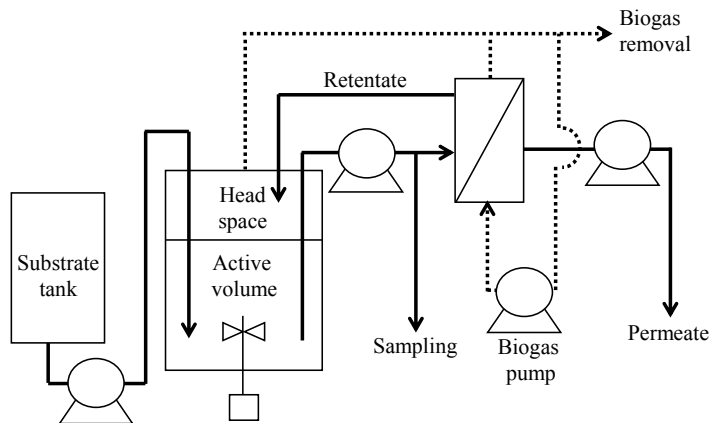 Biogas
removal
Retentate
Head
space
Substrate
tank
Active
volume
Sampling
Biogas
pump
Permeate